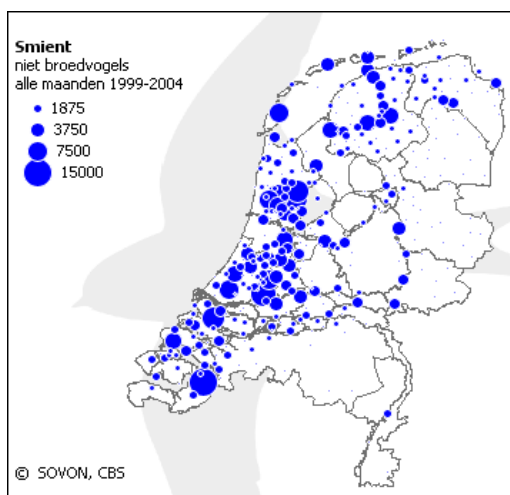 Smient
niet broedvogels
alle maanden 1999-2004
1875
3750
7500
15000
© SOVON, CBS